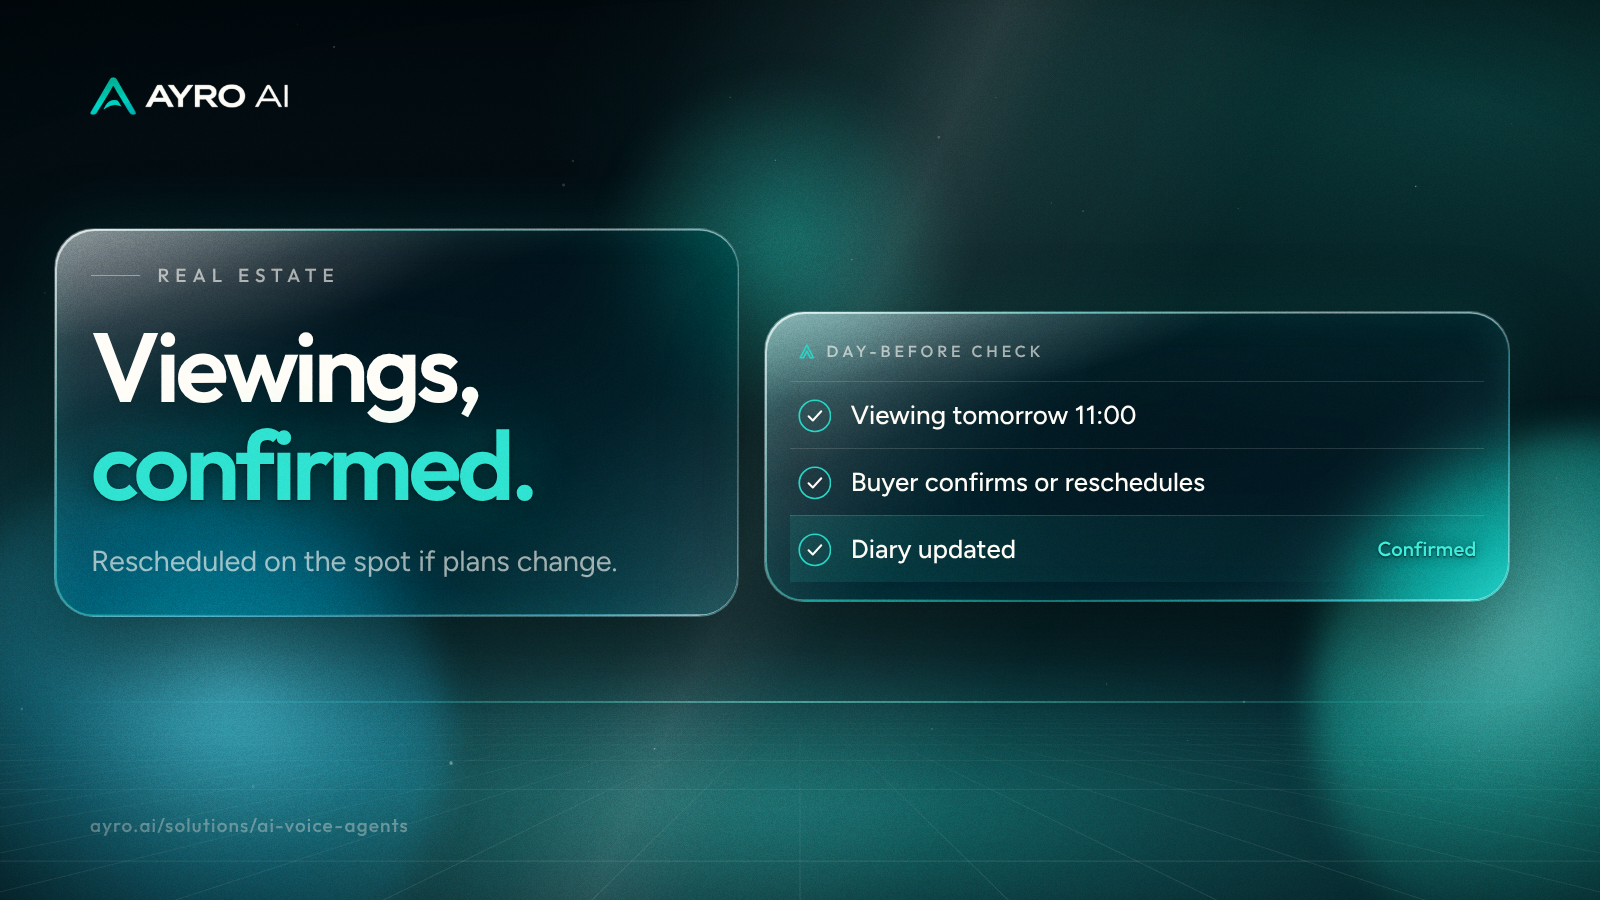 AYRO AI
REAL ESTATE
Viewings,
confirmed.
Rescheduled on the spot if plans change.
DAY-BEFORE CHECK
Viewing tomorrow 11:00
Buyer confirms or reschedules
Diary updated
Confirmed
ayro.ai/solutions/ai-voice-agents